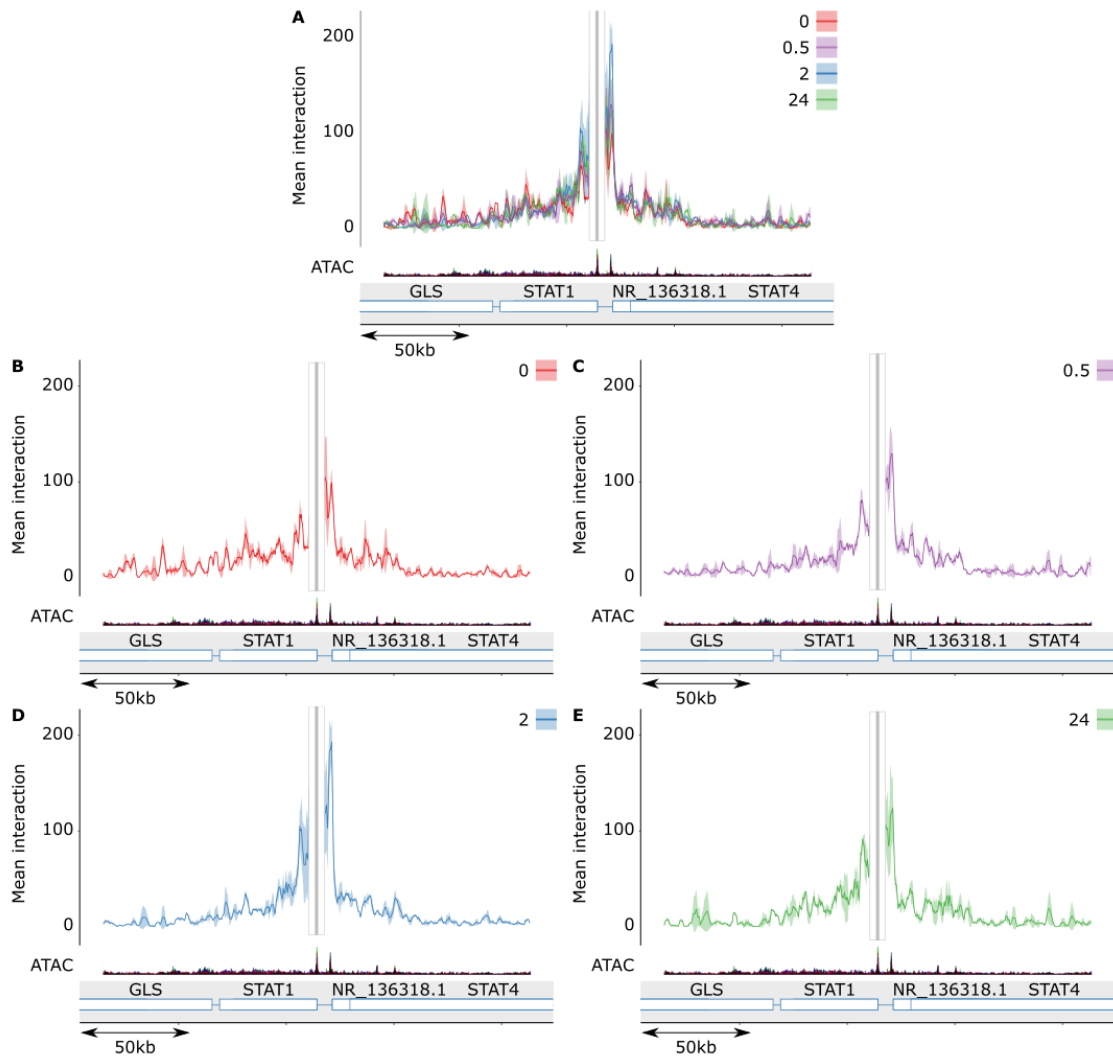 A
Mean interaction
200
100
0
0
0.5
2
24
ATAC
GLS STAT1 NR_136318.1 STAT4
50kb
B
Mean interaction
200
100
0
0
ATAC
GLS STAT1 NR_136318.1 STAT4
50kb
C
Mean interaction
200
100
0
0.5
ATAC
GLS STAT1 NR_136318.1 STAT4
50kb
D
Mean interaction
200
100
0
2
ATAC
GLS STAT1 NR_136318.1 STAT4
50kb
E
Mean interaction
200
100
0
24
ATAC
GLS STAT1 NR_136318.1 STAT4
50kb